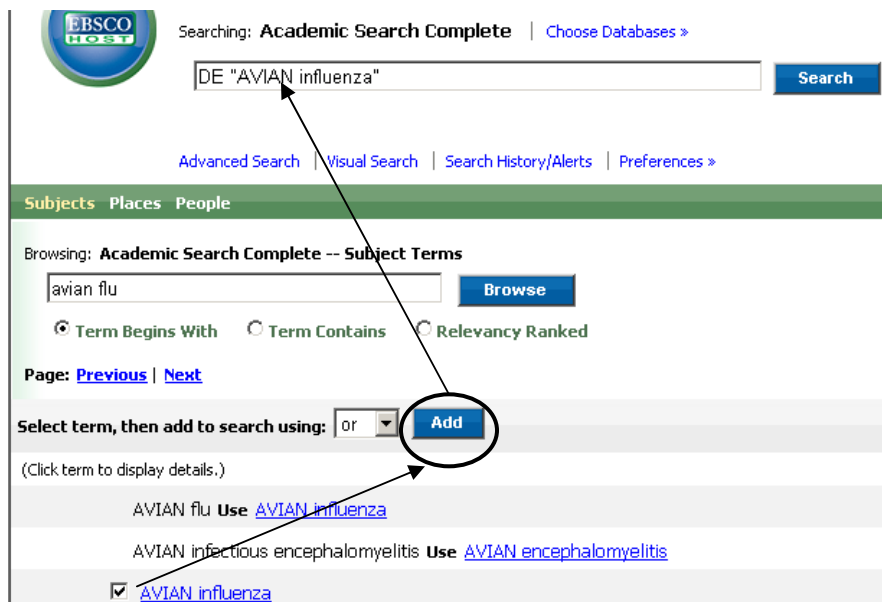 EBSCO
HOST
Searching: Academic Search Complete | Choose Databases »
DE "AVIAN influenza"
Search
Advanced Search | Visual Search | Search History/Alerts | Preferences »
Subjects Places People
Browsing: Academic Search Complete -- Subject Terms
avian flu
Browse
Term Begins With Term Contains Relevancy Ranked
Page: Previous | Next
Select term, then add to search using: or Add
(Click term to display details.)
AVIAN flu Use AVIAN influenza
AVIAN infectious encephalomyelitis Use AVIAN encephalomyelitis
AVIAN influenza